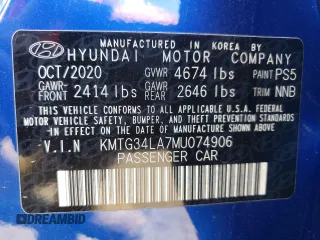 MANUFACTURED IN KOREA BY
HYUNDAI MOTOR COMPANY
OCT/2020 GVWR 4674 lbs PAINT PS5
GAWR-FRONT 2414 lbs GAWR REAR 2646 lbs TRIM NNB
THIS VEHICLE CONFORMS TO ALL APPLICABLE U.S. FEDERAL MOTOR
VEHICLE SAFETY, BUMPER, AND THEFT PREVENTION STANDARDS
IN EFFECT ON THE DATE OF MANUFACTURE SHOWN ABOVE.
V.I.N KMTG34LA7MU074906
PASSENGER CAR
DREAMBID